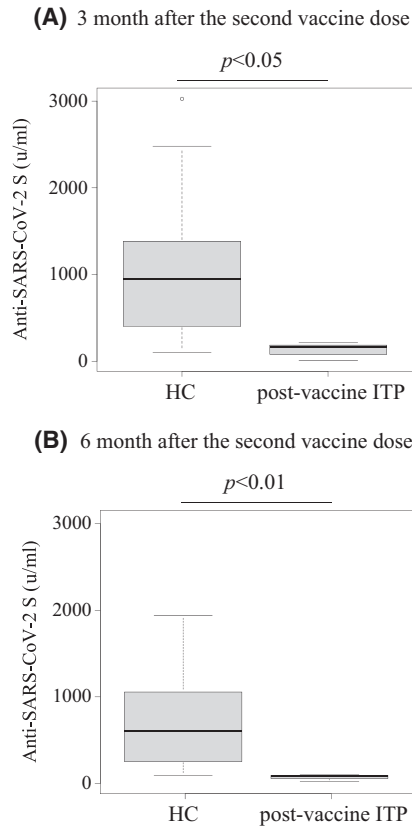 (A) 3 month after the second vaccine dose
p<0.05
Anti-SARS-CoV-2 S (u/ml)
3000
2000
1000
0
HC post-vaccine ITP
(B) 6 month after the second vaccine dose
p<0.01
Anti-SARS-CoV-2 S (u/ml)
3000
2000
1000
0
HC post-vaccine ITP